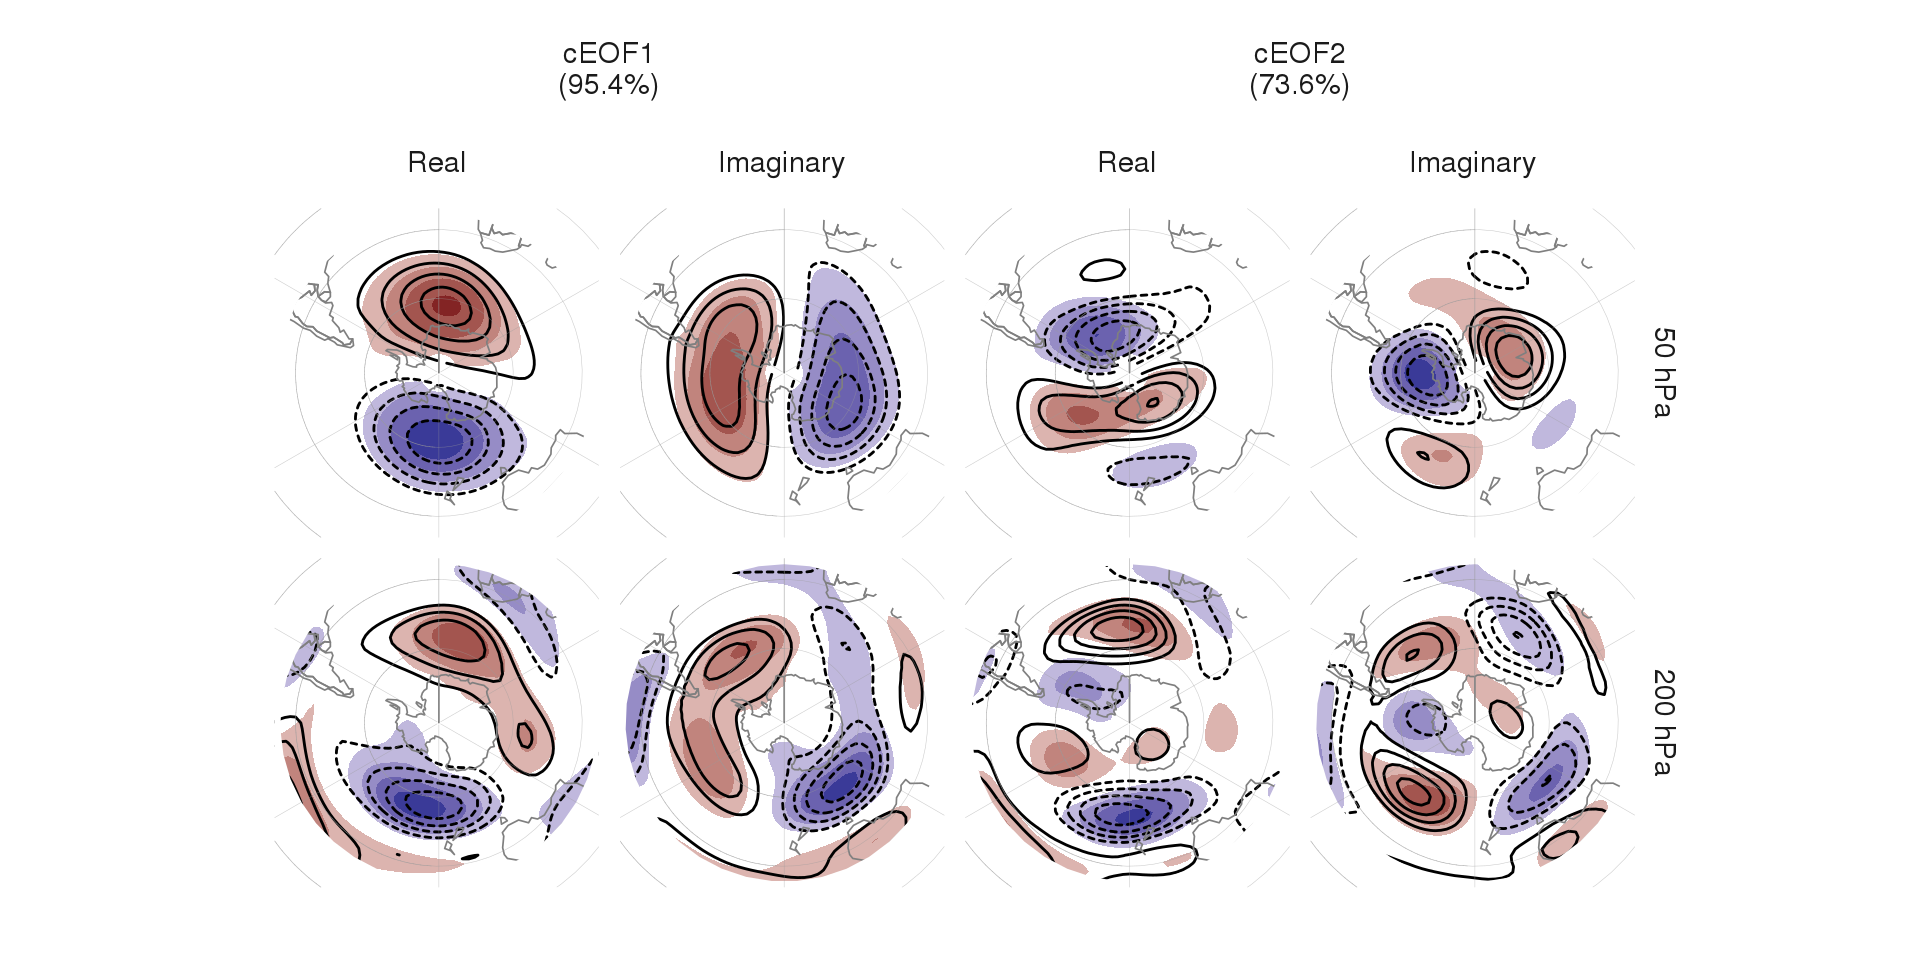 cEOF1
(95.4%)
cEOF2
(73.6%)
Real
Imaginary
Real
Imaginary
50 hPa
200 hPa